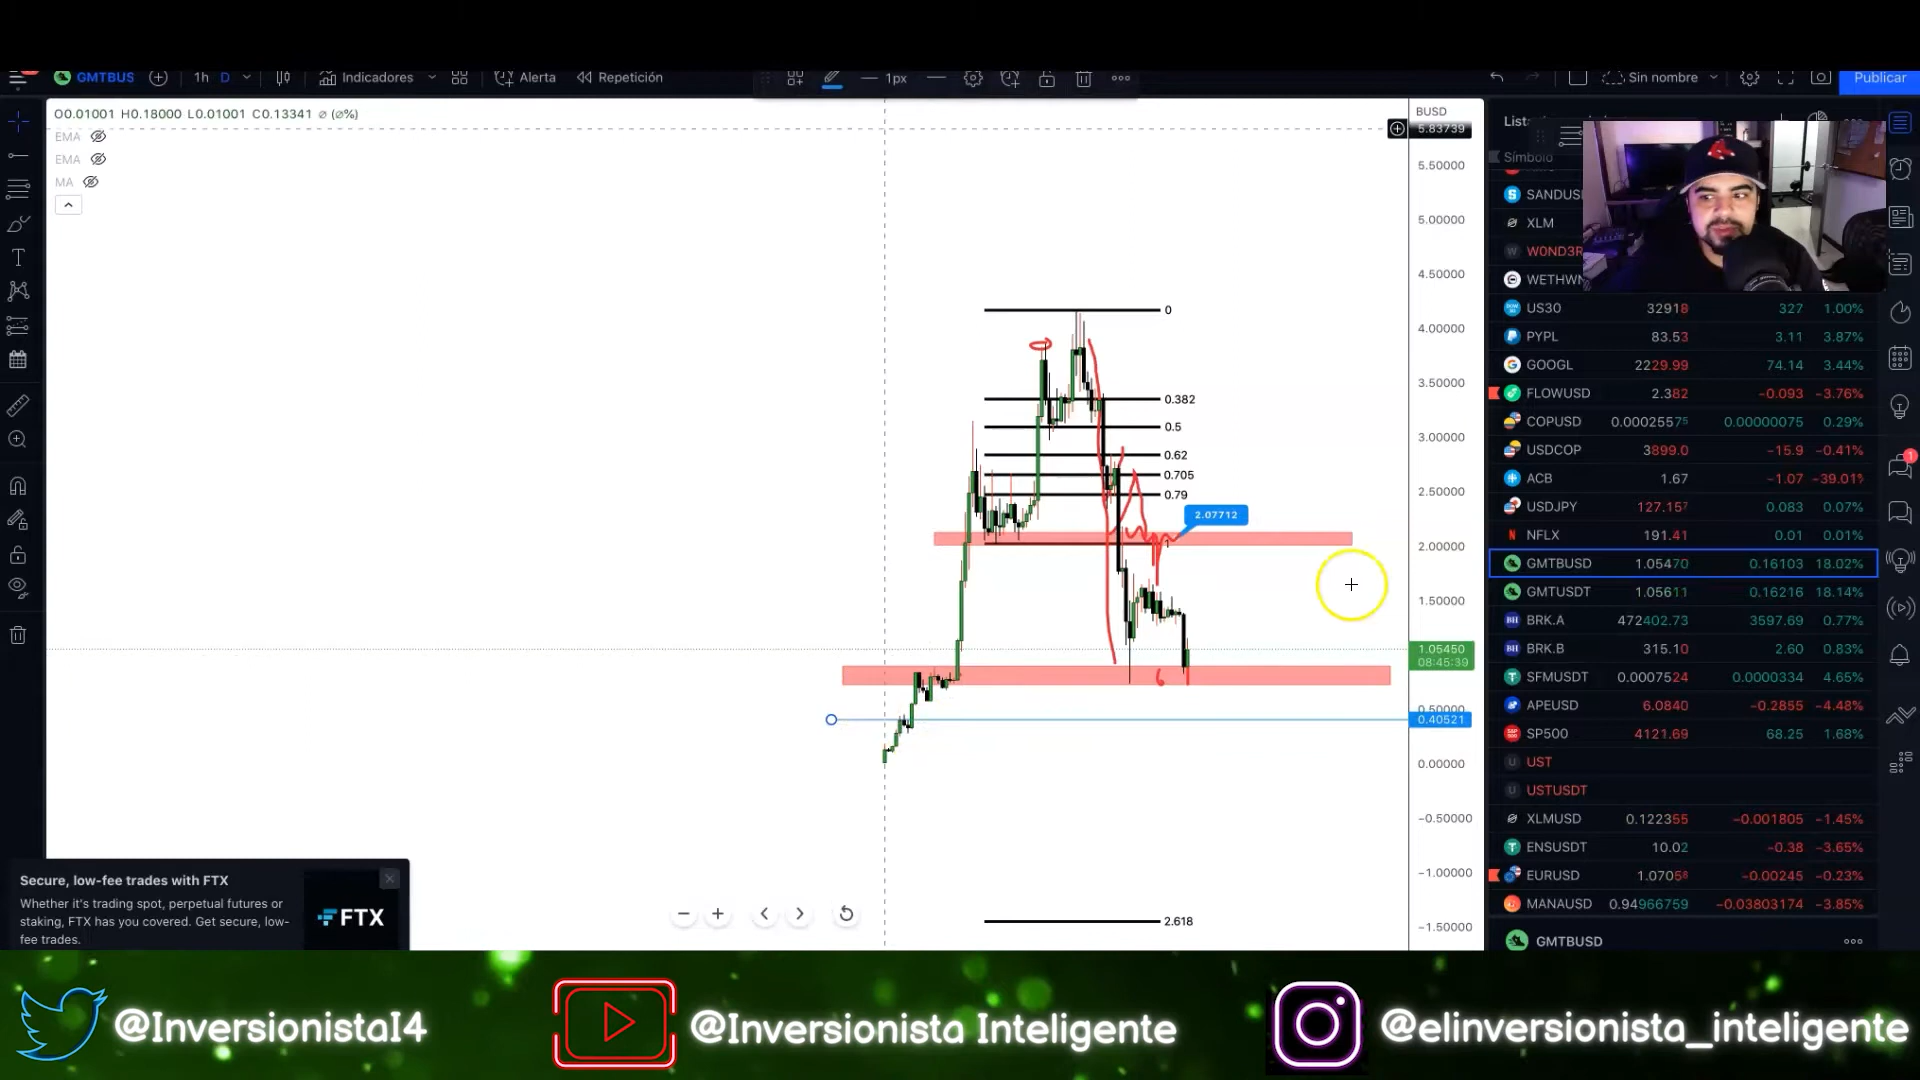 GMTBUS 1h D Indicadores Alerta Repetición 1px Sin nombre Publicar
O0.01001 H0.18000 L0.01001 C0.13341 ∅ (∅%)
EMA
EMA
MA
BUSD
5.83739
5.50000
5.00000
4.50000
4.00000
3.50000
3.00000
2.50000
2.00000
1.50000
1.05450
08:45:39
0.50000
0.40521
0.00000
−0.50000
−1.00000
−1.50000
0
0.382
0.5
0.62
0.705
0.79
2.07712
1
2.618
Símbolo
SANDUS
XLM
W0ND3R
WETHWN
US30 32918 327 1.00%
PYPL 83.53 3.11 3.87%
GOOGL 2229.99 74.14 3.44%
FLOWUSD 2.382 −0.093 −3.76%
COPUSD 0.00025575 0.00000075 0.29%
USDCOP 3899.0 −15.9 −0.41%
ACB 1.67 −1.07 −39.01%
USDJPY 127.157 0.083 0.07%
NFLX 191.41 0.01 0.01%
GMTBUSD 1.05470 0.16103 18.02%
GMTUSDT 1.05611 0.16216 18.14%
BRK.A 472402.73 3597.69 0.77%
BRK.B 315.10 2.60 0.83%
SFMUSDT 0.0007524 0.0000334 4.65%
APEUSD 6.0840 −0.2855 −4.48%
SP500 4121.69 68.25 1.68%
UST
USTUSDT
XLMUSD 0.122355 −0.001805 −1.45%
ENSUSDT 10.02 −0.38 −3.65%
EURUSD 1.07058 −0.00245 −0.23%
MANAUSD 0.94966759 −0.03803174 −3.85%
GMTBUSD
Secure, low-fee trades with FTX
Whether it's trading spot, perpetual futures or
staking, FTX has you covered. Get secure, low-
fee trades.
FTX
@InversionistaI4 @Inversionista Inteligente @elinversionista_inteligente